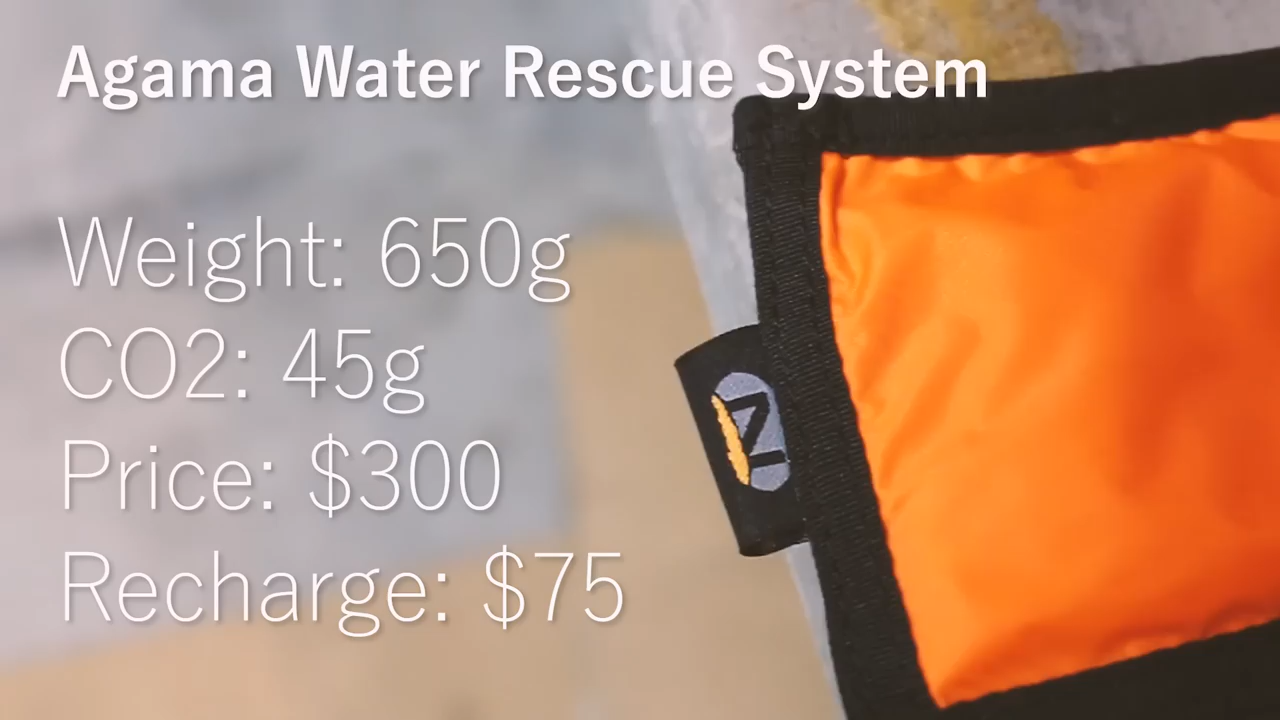 Agama Water Rescue System
Weight: 650g
CO2: 45g
Price: $300
Recharge: $75